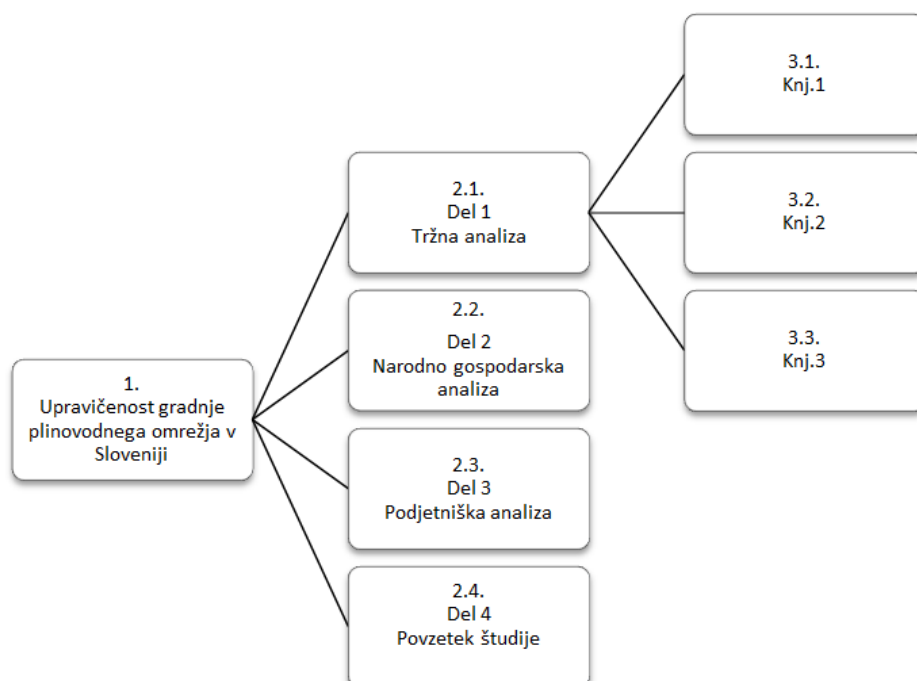 1.
Upravičenost gradnje
plinovodnega omrežja v
Sloveniji
2.1.
Del 1
Tržna analiza
2.2.
Del 2
Narodno gospodarska
analiza
2.3.
Del 3
Podjetniška analiza
2.4.
Del 4
Povzetek študije
3.1.
Knj.1
3.2.
Knj.2
3.3.
Knj.3